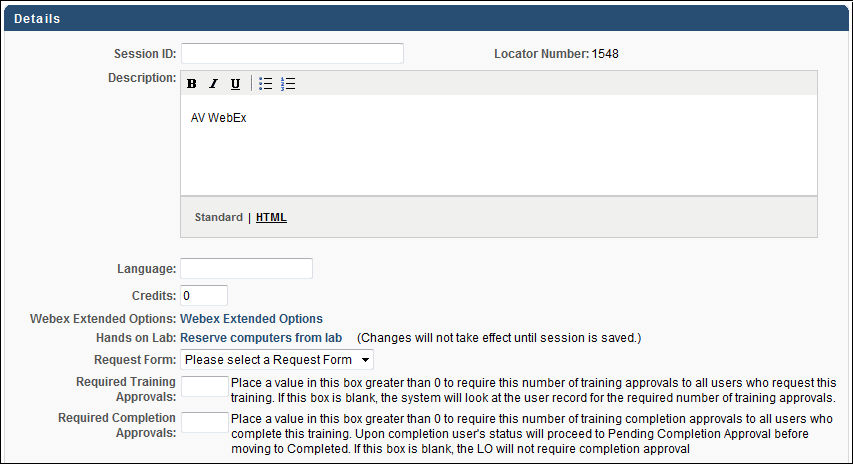 Details
Session ID:
Locator Number: 1548
Description:
B I U
AV WebEx
Standard | HTML
Language:
Credits: 0
Webex Extended Options: Webex Extended Options
Hands on Lab: Reserve computers from lab (Changes will not take effect until session is saved.)
Request Form: Please select a Request Form
Required Training Approvals:
Place a value in this box greater than 0 to require this number of training approvals to all users who request this
training. If this box is blank, the system will look at the user record for the required number of training approvals.
Required Completion Approvals:
Place a value in this box greater than 0 to require this number of training completion approvals to all users who
complete this training. Upon completion user's status will proceed to Pending Completion Approval before
moving to Completed. If this box is blank, the LO will not require completion approval